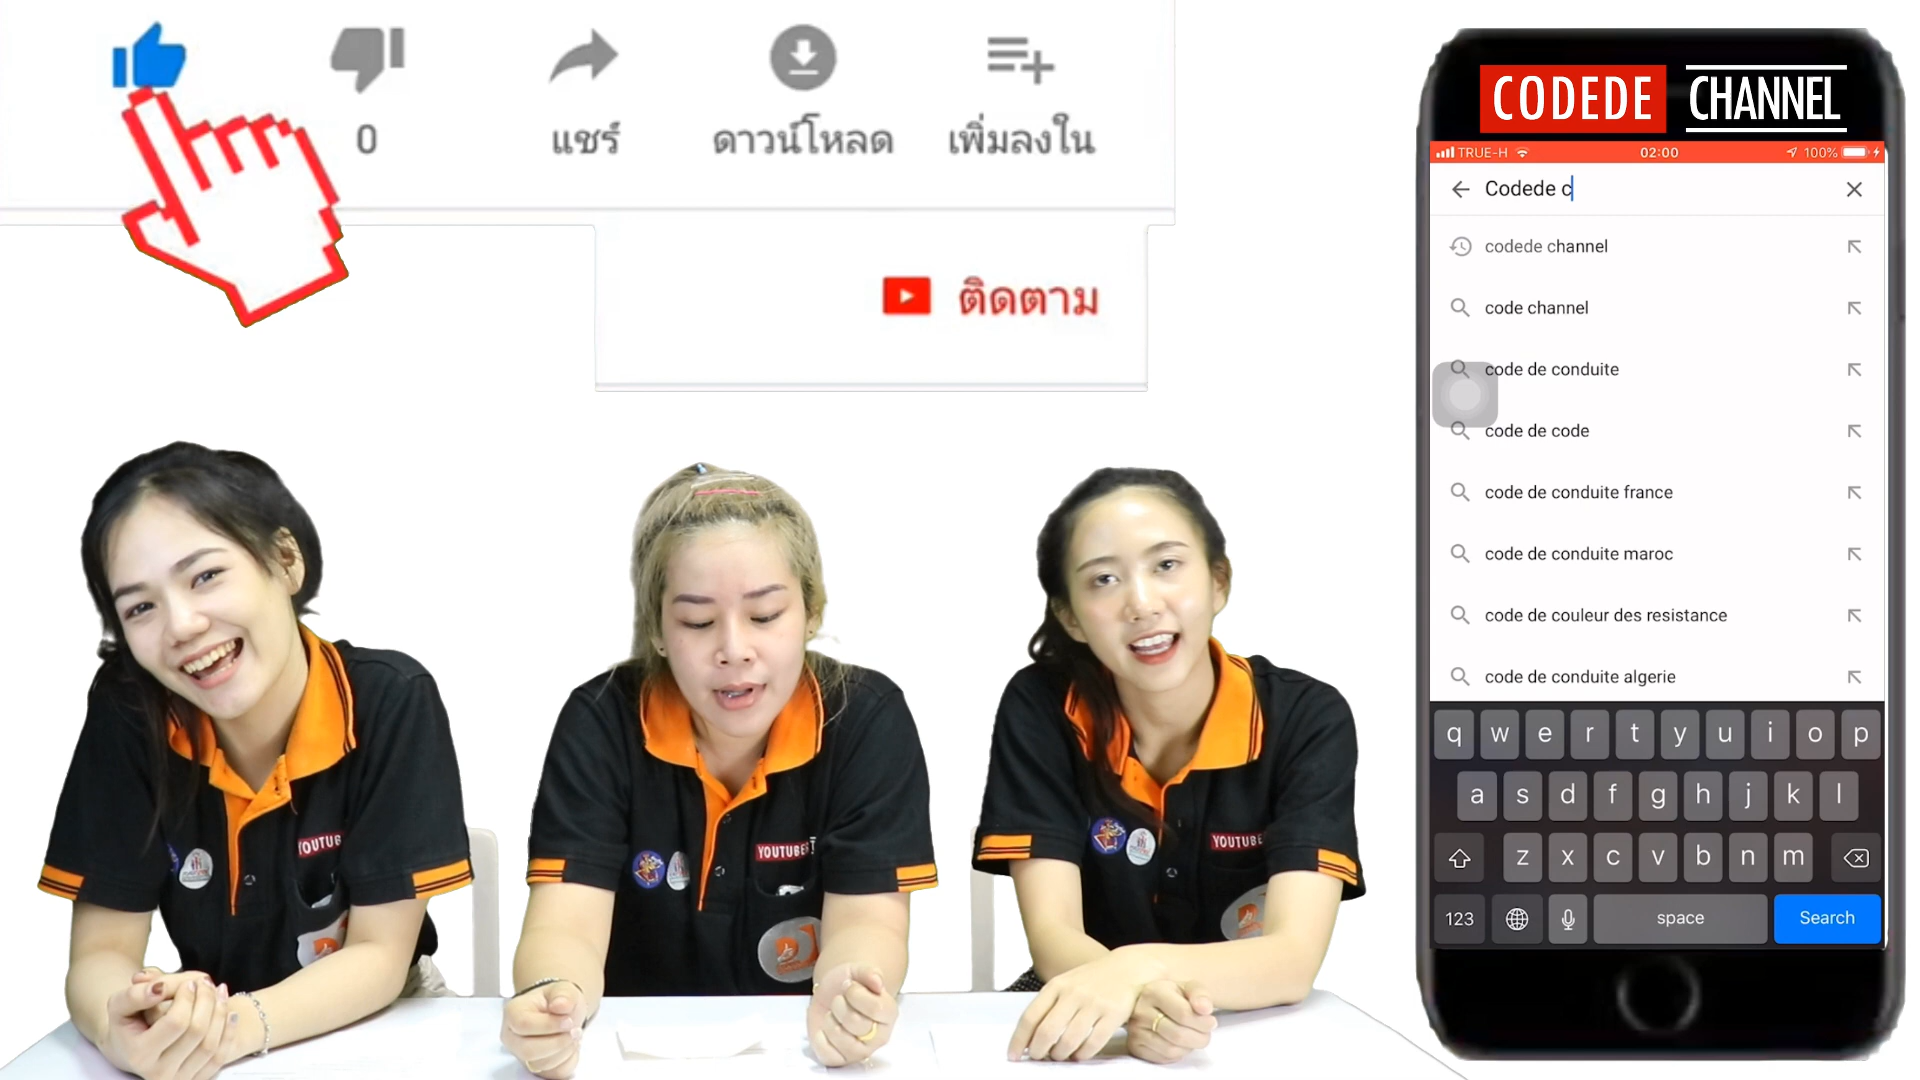 0
แชร์
ดาวน์โหลด
เพิ่มลงใน
ติดตาม
CODEDE CHANNEL
TRUE-H 02:00 100%
Codede c
codede channel
code channel
code de conduite
code de code
code de conduite france
code de conduite maroc
code de couleur des resistance
code de conduite algerie
q w e r t y u i o p
a s d f g h j k l
z x c v b n m
123 space Search
YOUTUBE
YOUTUBER
YOUTUBE